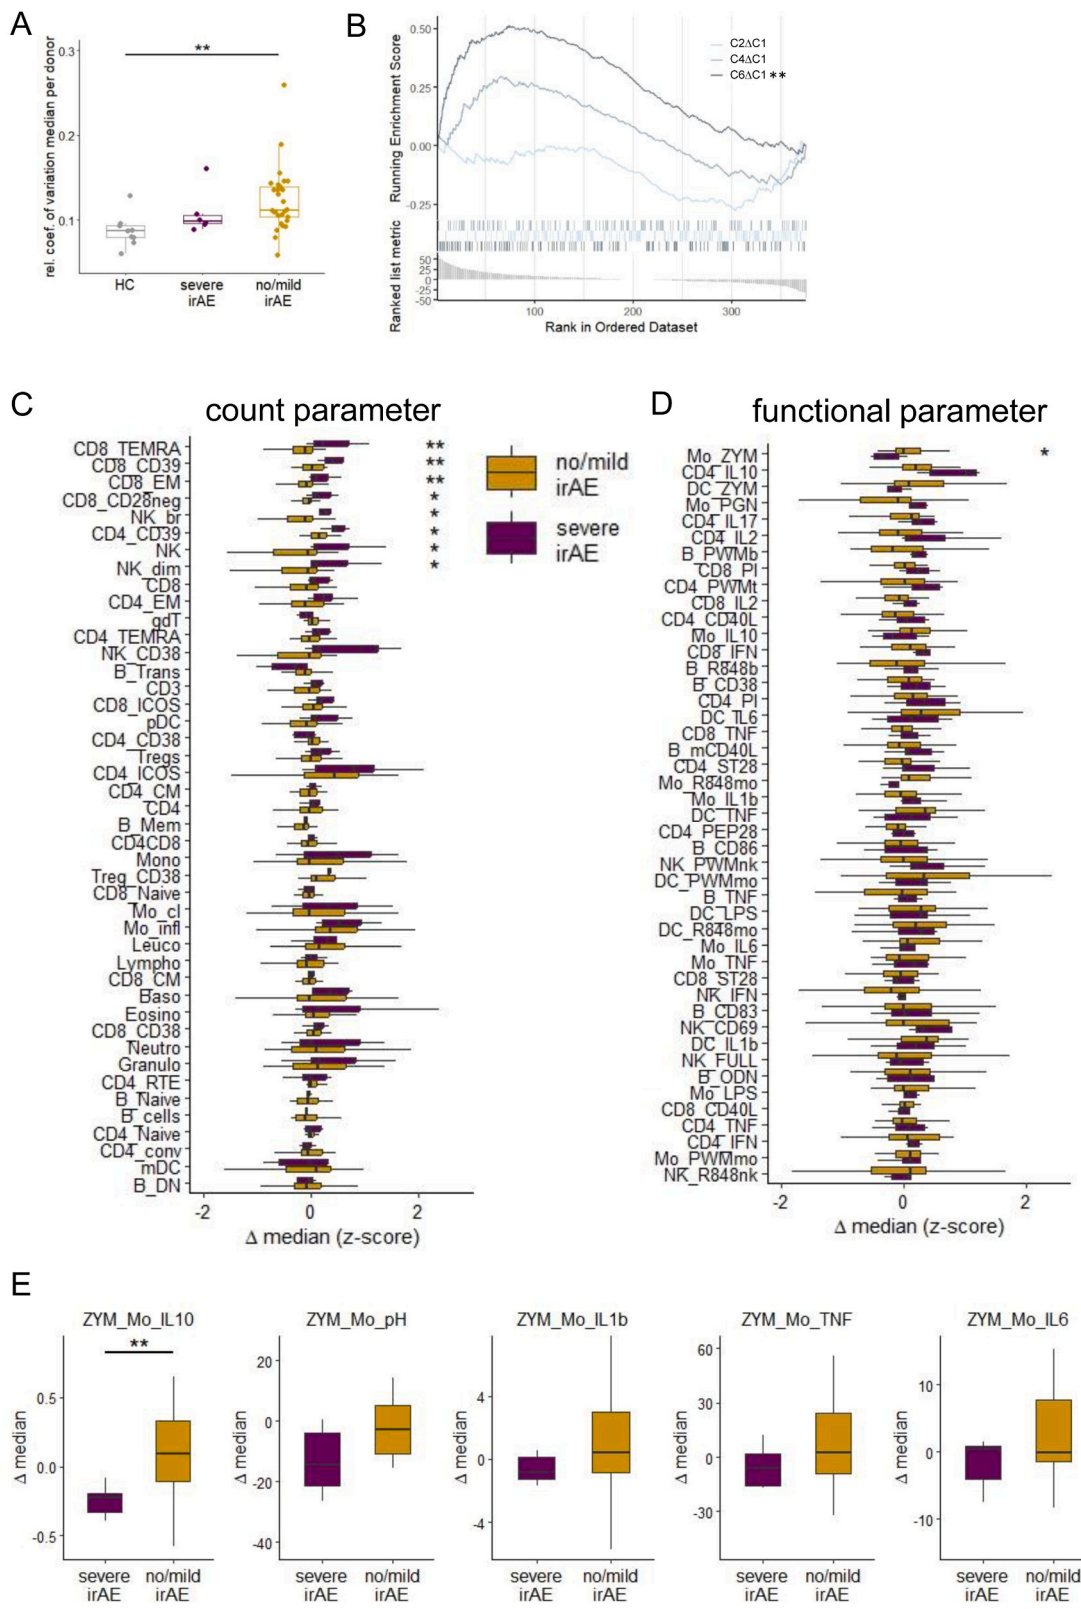 A
rel. coef. of variation median per donor
0.3
0.2
0.1
**
HC
severe
irAE
no/mild
irAE
B
Running Enrichment Score
0.50
0.25
0.00
-0.25
C2ΔC1
C4ΔC1
C6ΔC1 **
Ranked list metric
50
25
0
-25
-50
100
200
300
Rank in Ordered Dataset
C
count parameter
CD8_TEMRA **
CD8_CD39 **
CD8_EM **
CD8_CD28neg *
NK_br *
CD4_CD39 *
NK *
NK_dim *
CD8
CD4_EM
gdT
CD4_TEMRA
NK_CD38
B_Trans
CD3
CD8_ICOS
pDC
CD4_CD38
Tregs
CD4_ICOS
CD4_CM
CD4
B_Mem
CD4CD8
Mono
Treg_CD38
CD8_Naive
Mo_cl
Mo_infl
Leuco
Lympho
CD8_CM
Baso
Eosino
CD8_CD38
Neutro
Granulo
CD4_RTE
B_Naive
B_cells
CD4_Naive
CD4_conv
mDC
B_DN
-2
0
2
Δ median (z-score)
no/mild
irAE
severe
irAE
D
functional parameter
Mo_ZYM *
CD4_IL10
DC_ZYM
Mo_PGN
CD4_IL17
CD4_IL2
B_PWMb
CD8_PI
CD4_PWMt
CD8_IL2
CD4_CD40L
Mo_IL10
CD8_IFN
B_R848b
B_CD38
CD4_PI
DC_IL6
CD8_TNF
B_mCD40L
CD4_ST28
Mo_R848mo
Mo_IL1b
DC_TNF
CD4_PEP28
B_CD86
NK_PWMnk
DC_PWMmo
B_TNF
DC_LPS
DC_R848mo
Mo_IL6
Mo_TNF
CD8_ST28
NK_IFN
B_CD83
NK_CD69
DC_IL1b
NK_FULL
B_ODN
Mo_LPS
CD8_CD40L
CD4_TNF
CD4_IFN
Mo_PWMmo
NK_R848nk
-2
0
2
Δ median (z-score)
E
ZYM_Mo_IL10
**
Δ median
0.5
0.0
-0.5
severe
irAE
no/mild
irAE
ZYM_Mo_pH
Δ median
20
0
-20
-40
severe
irAE
no/mild
irAE
ZYM_Mo_IL1b
Δ median
4
0
-4
severe
irAE
no/mild
irAE
ZYM_Mo_TNF
Δ median
60
30
0
-30
severe
irAE
no/mild
irAE
ZYM_Mo_IL6
Δ median
10
0
-10
severe
irAE
no/mild
irAE